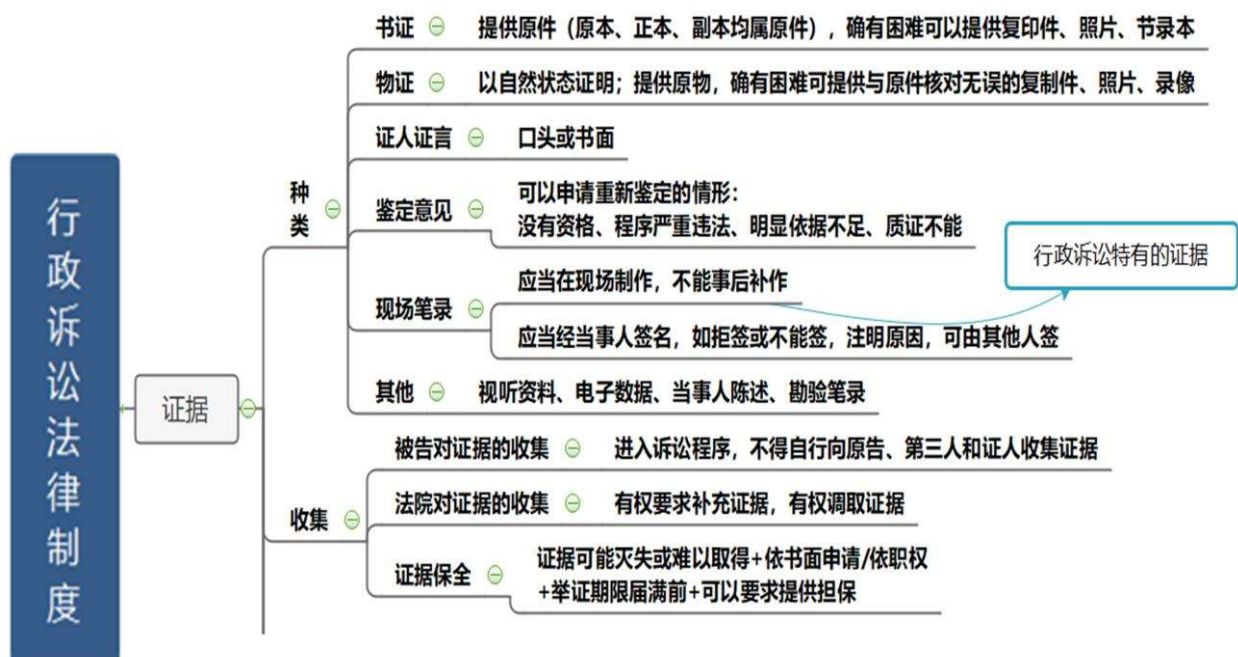 行政诉讼法律制度
证据
种类
书证
提供原件（原本、正本、副本均属原件），确有困难可以提供复印件、照片、节录本
物证
以自然状态证明；提供原物，确有困难可提供与原件核对无误的复制件、照片、录像
证人证言
口头或书面
鉴定意见
可以申请重新鉴定的情形：
没有资格、程序严重违法、明显依据不足、质证不能
现场笔录
应当在现场制作，不能事后补作
行政诉讼特有的证据
应当经当事人签名，如拒签或不能签，注明原因，可由其他人签
其他
视听资料、电子数据、当事人陈述、勘验笔录
收集
被告对证据的收集
进入诉讼程序，不得自行向原告、第三人和证人收集证据
法院对证据的收集
有权要求补充证据，有权调取证据
证据保全
证据可能灭失或难以取得+依书面申请/依职权
+举证期限届满前+可以要求提供担保